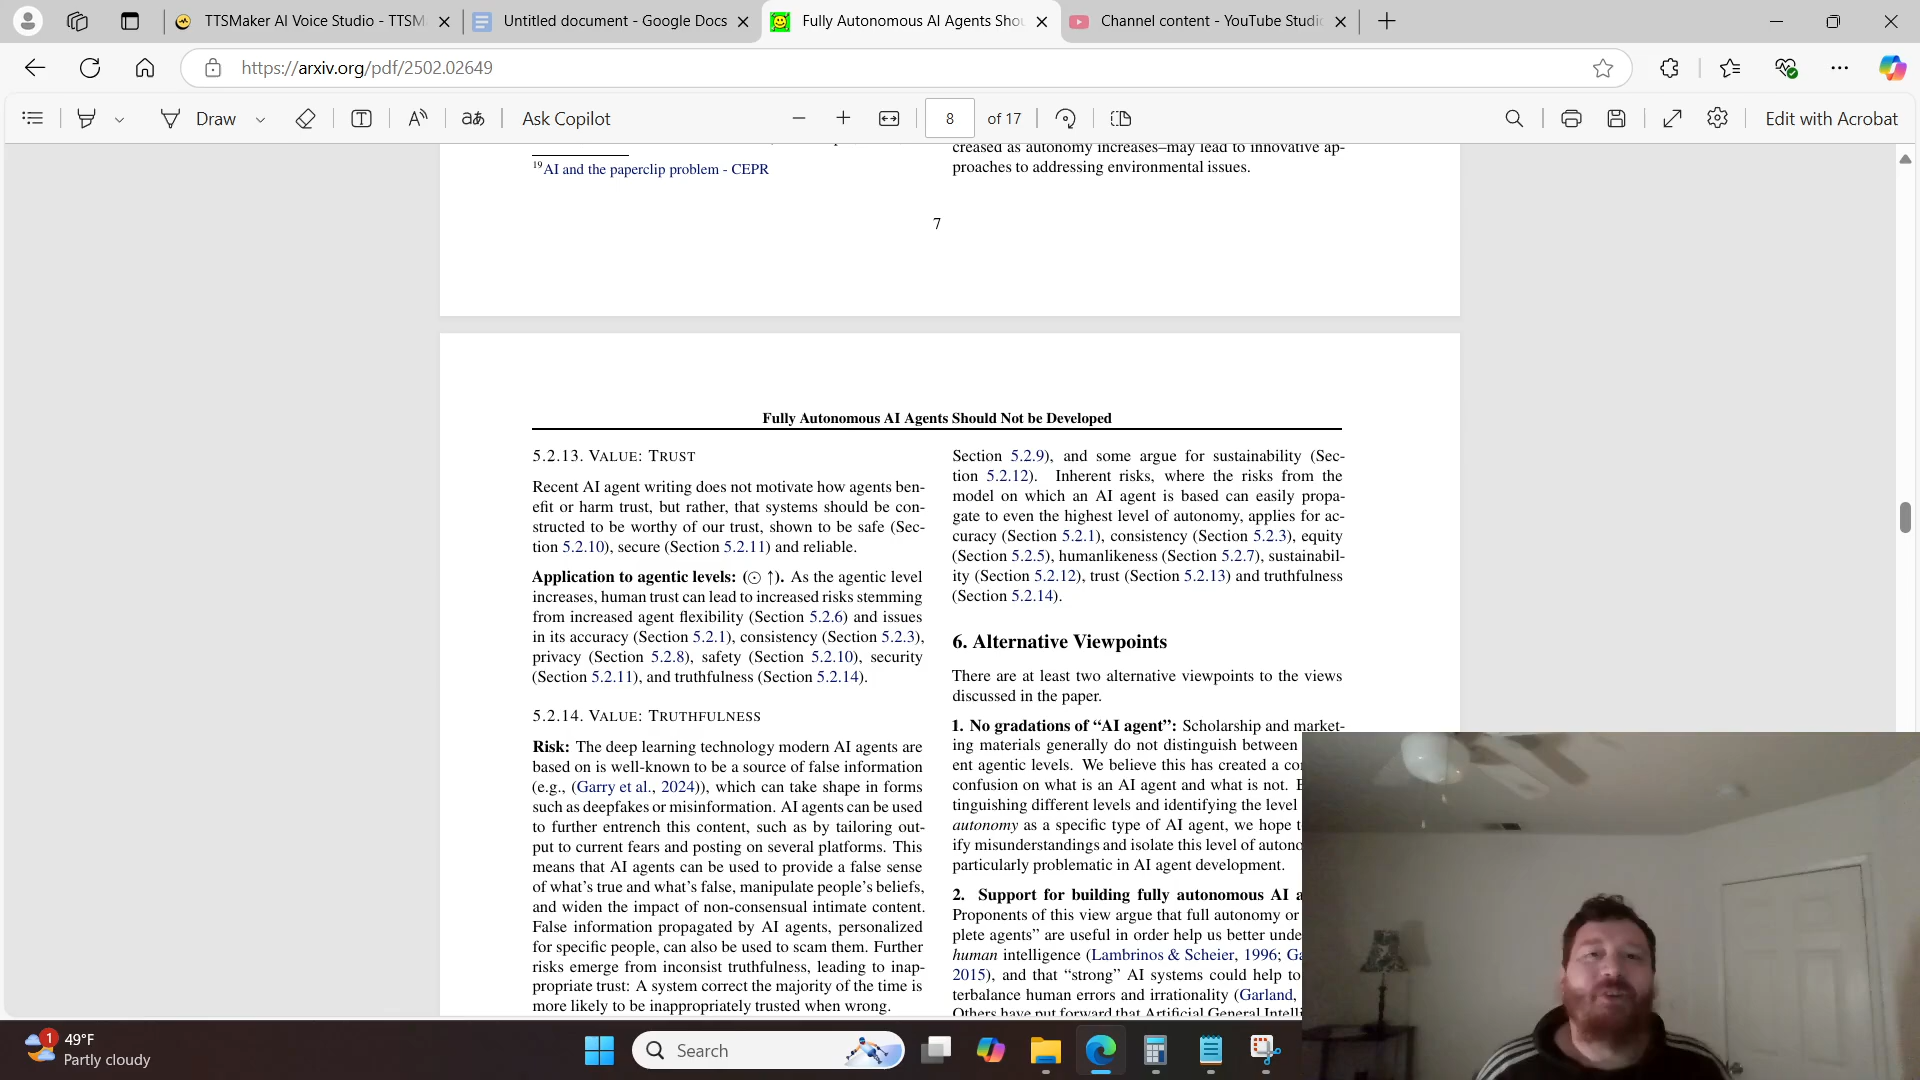 TTSMaker AI Voice Studio - TTSM
Untitled document - Google Docs
Fully Autonomous AI Agents Shou
Channel content - YouTube Studio
https://arxiv.org/pdf/2502.02649
Draw
aあ
Ask Copilot
8
of 17
Edit with Acrobat
19AI and the paperclip problem - CEPR
creased as autonomy increases–may lead to innovative ap-
proaches to addressing environmental issues.
7
Fully Autonomous AI Agents Should Not be Developed
5.2.13. VALUE: TRUST
Recent AI agent writing does not motivate how agents ben-
efit or harm trust, but rather, that systems should be con-
structed to be worthy of our trust, shown to be safe (Sec-
tion 5.2.10), secure (Section 5.2.11) and reliable.
Application to agentic levels: (⊙ ↑). As the agentic level
increases, human trust can lead to increased risks stemming
from increased agent flexibility (Section 5.2.6) and issues
in its accuracy (Section 5.2.1), consistency (Section 5.2.3),
privacy (Section 5.2.8), safety (Section 5.2.10), security
(Section 5.2.11), and truthfulness (Section 5.2.14).
5.2.14. VALUE: TRUTHFULNESS
Risk: The deep learning technology modern AI agents are
based on is well-known to be a source of false information
(e.g., (Garry et al., 2024)), which can take shape in forms
such as deepfakes or misinformation. AI agents can be used
to further entrench this content, such as by tailoring out-
put to current fears and posting on several platforms. This
means that AI agents can be used to provide a false sense
of what's true and what's false, manipulate people's beliefs,
and widen the impact of non-consensual intimate content.
False information propagated by AI agents, personalized
for specific people, can also be used to scam them. Further
risks emerge from inconsist truthfulness, leading to inap-
propriate trust: A system correct the majority of the time is
more likely to be inappropriately trusted when wrong.
Section 5.2.9), and some argue for sustainability (Sec-
tion 5.2.12). Inherent risks, where the risks from the
model on which an AI agent is based can easily propa-
gate to even the highest level of autonomy, applies for ac-
curacy (Section 5.2.1), consistency (Section 5.2.3), equity
(Section 5.2.5), humanlikeness (Section 5.2.7), sustainabil-
ity (Section 5.2.12), trust (Section 5.2.13) and truthfulness
(Section 5.2.14).
6. Alternative Viewpoints
There are at least two alternative viewpoints to the views
discussed in the paper.
1. No gradations of “AI agent”: Scholarship and market-
ing materials generally do not distinguish between
ent agentic levels. We believe this has created a co
confusion on what is an AI agent and what is not.
tinguishing different levels and identifying the level
autonomy as a specific type of AI agent, we hope t
ify misunderstandings and isolate this level of autono
particularly problematic in AI agent development.
2. Support for building fully autonomous AI a
Proponents of this view argue that full autonomy or
plete agents” are useful in order help us better unde
human intelligence (Lambrinos & Scheier, 1996; Ga
2015), and that “strong” AI systems could help to
terbalance human errors and irrationality (Garland,
Others have put forward that Artificial General Intelli
1
49°F
Partly cloudy
Search